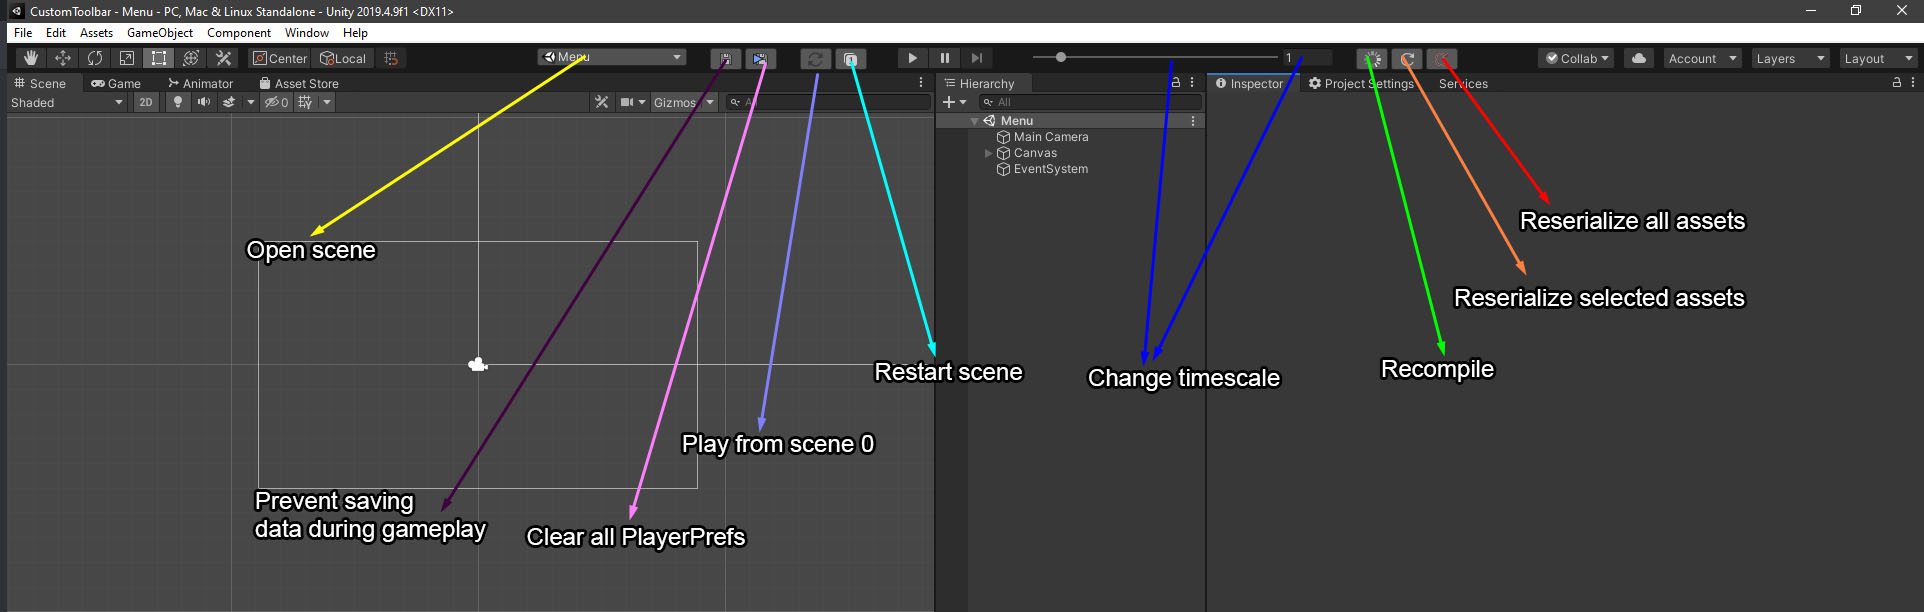 CustomToolbar - Menu - PC, Mac & Linux Standalone - Unity 2019.4.9f1 <DX11>
File Edit Assets GameObject Component Window Help
Center Local Menu 1 Collab Account Layers Layout
Scene Game Animator Asset Store Hierarchy Inspector Project Settings Services
Shaded 2D 0 Gizmos All All
Menu
Main Camera
Canvas
EventSystem
Reserialize all assets
Open scene
Reserialize selected assets
Restart scene
Change timescale
Recompile
Play from scene 0
Prevent saving
data during gameplay
Clear all PlayerPrefs